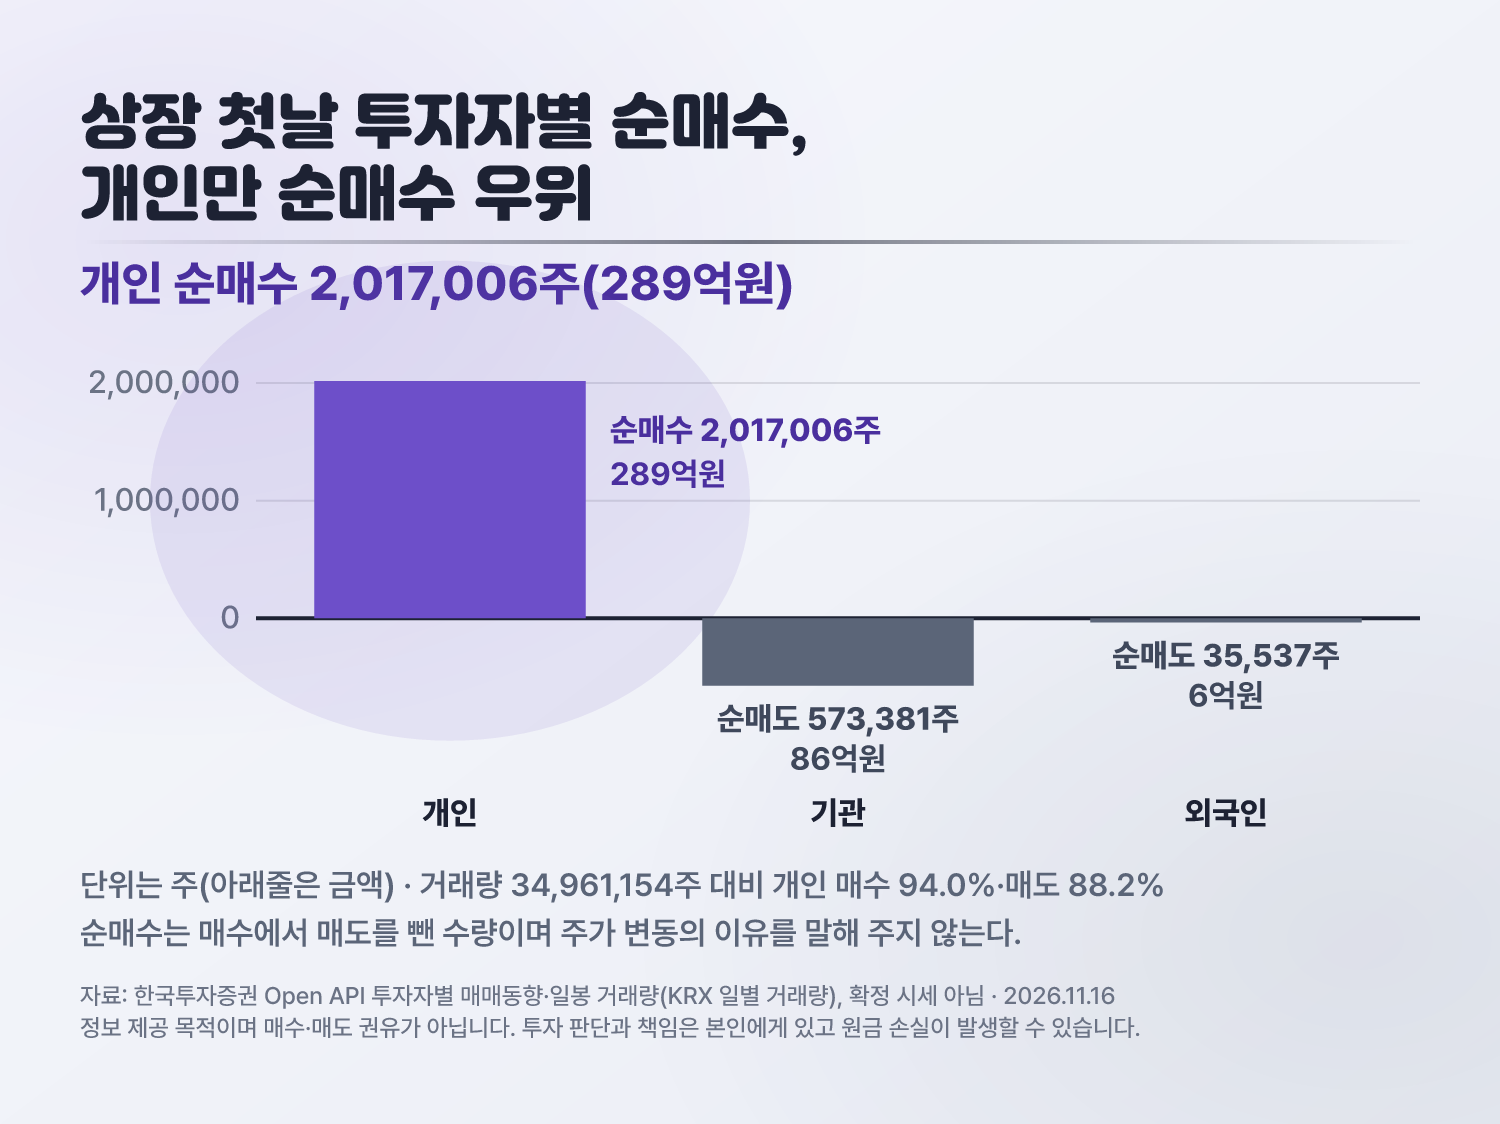 상장 첫날 투자자별 순매수,
개인만 순매수 우위
개인 순매수 2,017,006주(289억원)
2,000,000
순매수 2,017,006주
289억원
1,000,000
0
순매도 35,537주
6억원
순매도 573,381주
86억원
개인
기관
외국인
단위는 주(아래줄은 금액) · 거래량 34,961,154주 대비 개인 매수 94.0%·매도 88.2%
순매수는 매수에서 매도를 뺀 수량이며 주가 변동의 이유를 말해 주지 않는다.
자료: 한국투자증권 Open API 투자자별 매매동향·일봉 거래량(KRX 일별 거래량), 확정 시세 아님 · 2026.11.16
정보 제공 목적이며 매수·매도 권유가 아닙니다. 투자 판단과 책임은 본인에게 있고 원금 손실이 발생할 수 있습니다.